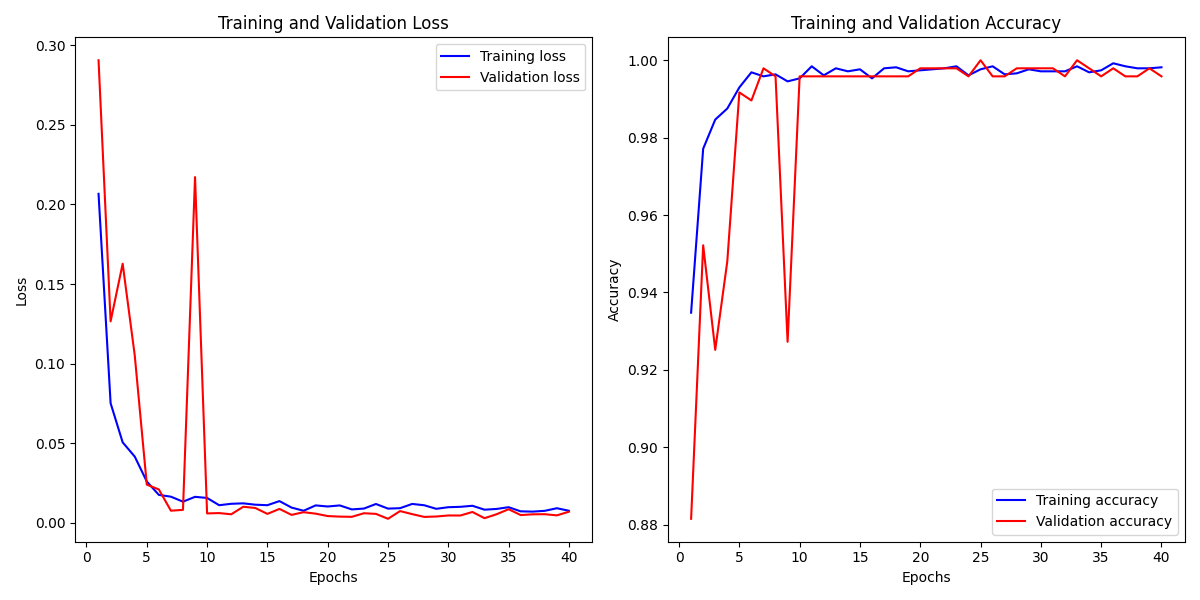 Training and Validation Loss
0.30
0.25
0.20
0.15
0.10
0.05
0.00
Loss
0 5 10 15 20 25 30 35 40
Epochs
Training loss
Validation loss
Training and Validation Accuracy
1.00
0.98
0.96
0.94
0.92
0.90
0.88
Accuracy
0 5 10 15 20 25 30 35 40
Epochs
Training accuracy
Validation accuracy